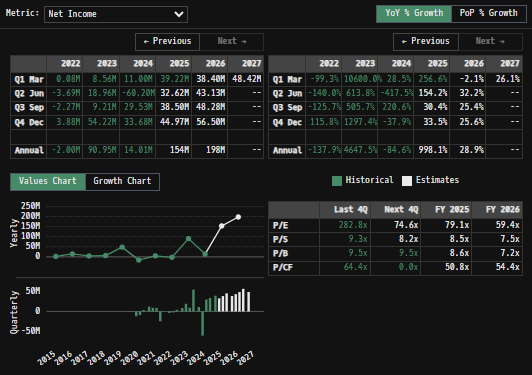 Metric: Net Income YoY % Growth PoP % Growth
← Previous Next → ← Previous Next →
2022 2023 2024 2025 2026 2027 2022 2023 2024 2025 2026 2027
Q1 Mar 0.08M 8.56M 11.00M 39.22M 38.40M 48.42M Q1 Mar -99.3% 10600.0% 28.5% 256.6% -2.1% 26.1%
Q2 Jun -3.69M 18.96M -60.20M 32.62M 43.13M -- Q2 Jun -140.0% 613.8% -417.5% 154.2% 32.2% --
Q3 Sep -2.27M 9.21M 29.53M 38.50M 48.28M -- Q3 Sep -125.7% 505.7% 220.6% 30.4% 25.4% --
Q4 Dec 3.88M 54.22M 33.68M 44.97M 56.50M -- Q4 Dec 115.8% 1297.4% -37.9% 33.5% 25.6% --
Annual -2.00M 90.95M 14.01M 154M 198M -- Annual -137.9% 4647.5% -84.6% 998.1% 28.9% --
Values Chart Growth Chart Historical Estimates
Yearly
250M
200M
150M
100M
50M
0
Last 4Q Next 4Q FY 2025 FY 2026
P/E 282.8x 74.6x 79.1x 59.4x
P/S 9.3x 8.2x 8.5x 7.5x
P/B 9.5x 9.5x 8.6x 7.2x
P/CF 64.4x 0.0x 50.8x 54.4x
Quarterly
50M
0
-50M
2015 2016 2017 2018 2019 2020 2021 2022 2023 2024 2025 2026 2027